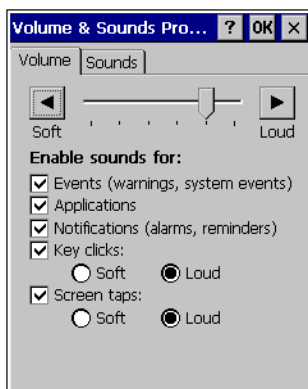 Volume & Sounds Pro... ? OK ×
Volume Sounds
Soft Loud
Enable sounds for:
Events (warnings, system events)
Applications
Notifications (alarms, reminders)
Key clicks:
Soft Loud
Screen taps:
Soft Loud